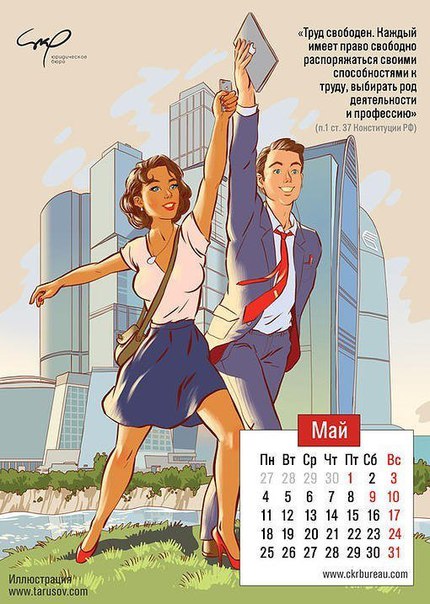 скр
юридическое
бюро
«Труд свободен. Каждый
имеет право свободно
распоряжаться своими
способностями к
труду, выбирать род
деятельности
и профессию»
(п.1 ст. 37 Конституции РФ)
Май
Пн Вт Ср Чт Пт Сб Вс
27 28 29 30 1 2 3
4 5 6 7 8 9 10
11 12 13 14 15 16 17
18 19 20 21 22 23 24
25 26 27 28 29 30 31
Иллюстрация
www.tarusov.com
www.ckrbureau.com